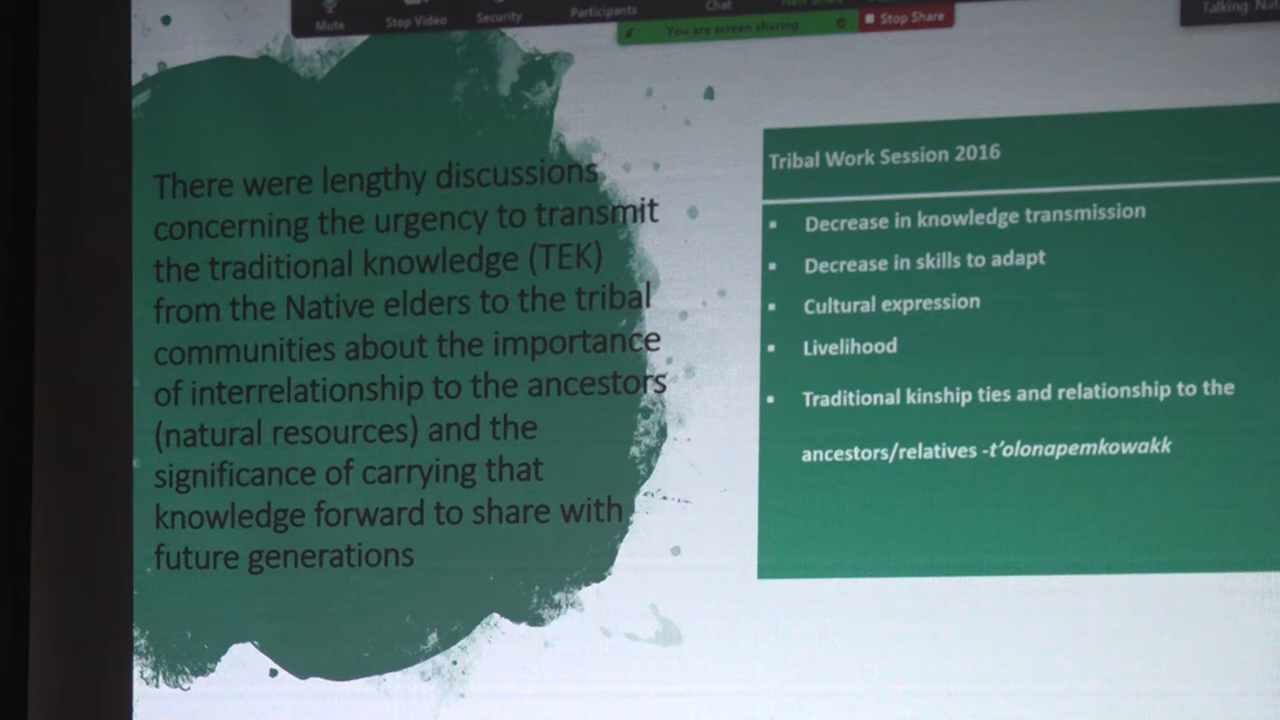 Mute
Stop Video
Security
Participants
Chat
You are screen sharing
Stop Share
Talking:
There were lengthy discussions
concerning the urgency to transmit
the traditional knowledge (TEK)
from the Native elders to the tribal
communities about the importance
of interrelationship to the ancestors
(natural resources) and the
significance of carrying that
knowledge forward to share with
future generations
Tribal Work Session 2016
▪ Decrease in knowledge transmission
▪ Decrease in skills to adapt
▪ Cultural expression
▪ Livelihood
▪ Traditional kinship ties and relationship to the
ancestors/relatives -t’olonapemkowakk